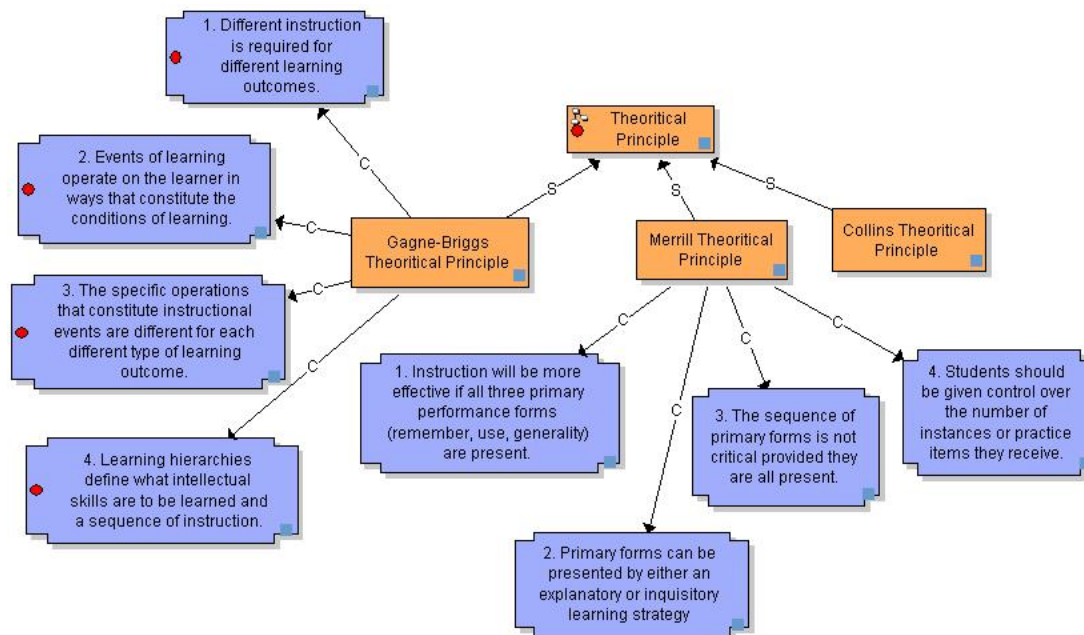 1. Different instruction
is required for
different learning
outcomes.
Theoritical
Principle
2. Events of learning
operate on the learner in
ways that constitute the
conditions of learning.
C
S
S
S
C
Gagne-Briggs
Theoritical Principle
Merrill Theoritical
Principle
Collins Theoritical
Principle
3. The specific operations
that constitute instructional
events are different for each
different type of learning
outcome.
C
C
C
C
C
C
1. Instruction will be more
effective if all three primary
performance forms
(remember, use, generality)
are present.
3. The sequence of
primary forms is not
critical provided they
are all present.
4. Students should
be given control over
the number of
instances or practice
items they receive.
4. Learning hierarchies
define what intellectual
skills are to be learned and
a sequence of instruction.
2. Primary forms can be
presented by either an
explanatory or inquisitory
learning strategy